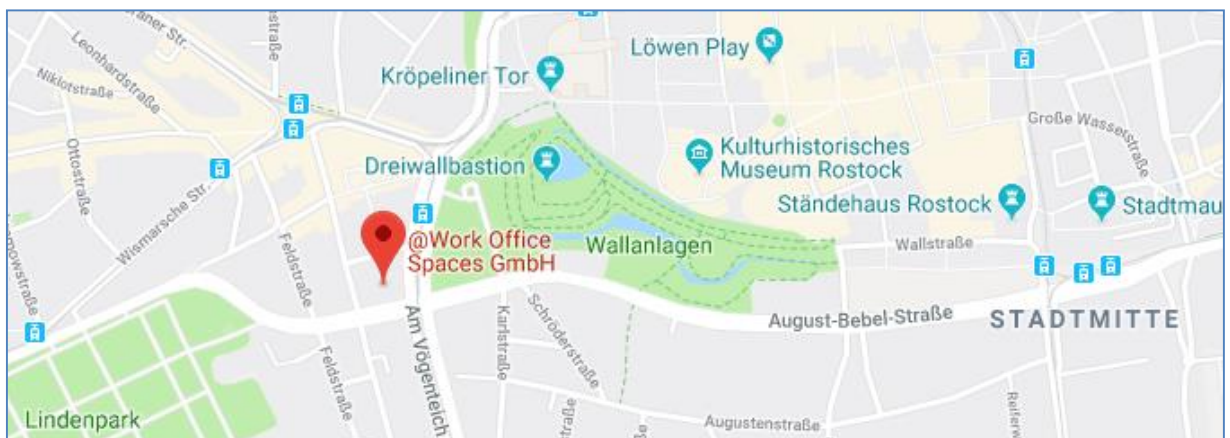 Leonhardstraße
Niklotstraße
Ottostraße
Wismarsche Str.
Feldstraße
Feldstraße
Lindenpark
Löwen Play
Kröpeliner Tor
Dreiwallbastion
Kulturhistorisches
Museum Rostock
Ständehaus Rostock
Große Wasserstraße
Stadtmau
@Work Office
Spaces GmbH
Wallanlagen
Wallstraße
August-Bebel-Straße
STADTMITTE
Am Vögenteich
Karlstraße
Schröderstraße
Augustenstraße